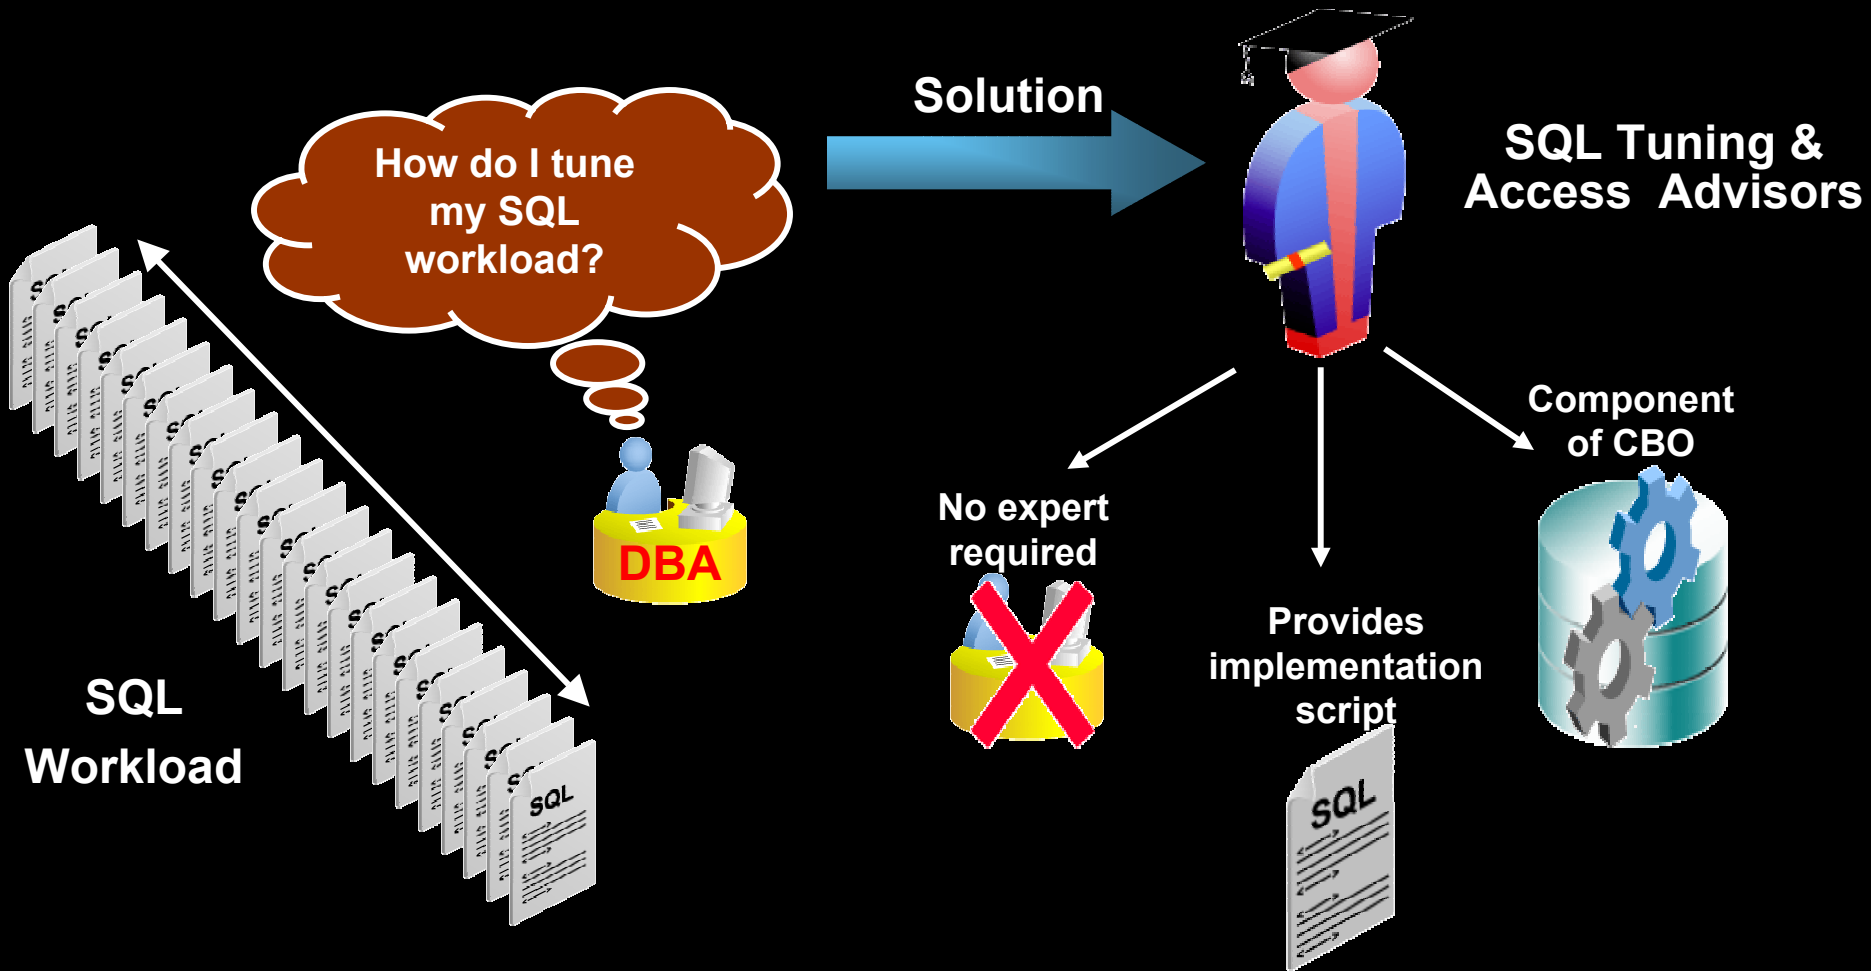 How do I tune
my SQL
workload?
Solution
SQL Tuning &
Access Advisors
DBA
SQL
Workload
SQL
No expert
required
Provides
implementation
script
SQL
Component
of CBO